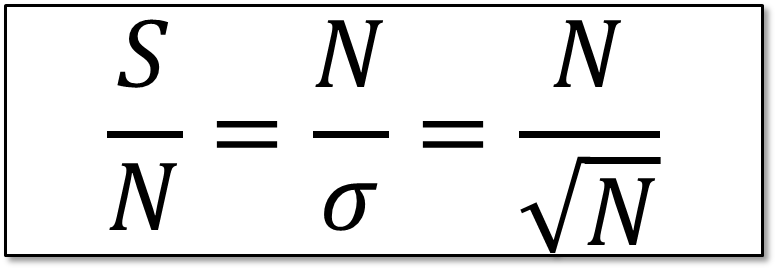 S/N = N/σ = N/√N